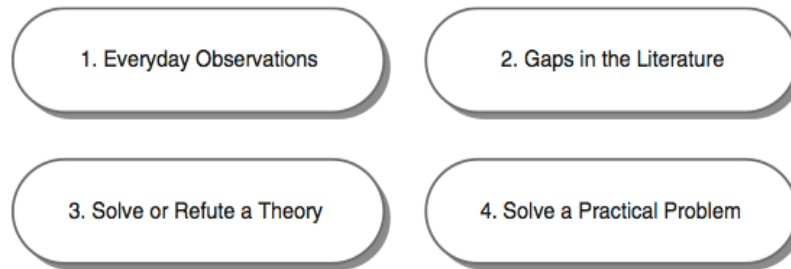 1. Everyday Observations
2. Gaps in the Literature
3. Solve or Refute a Theory
4. Solve a Practical Problem